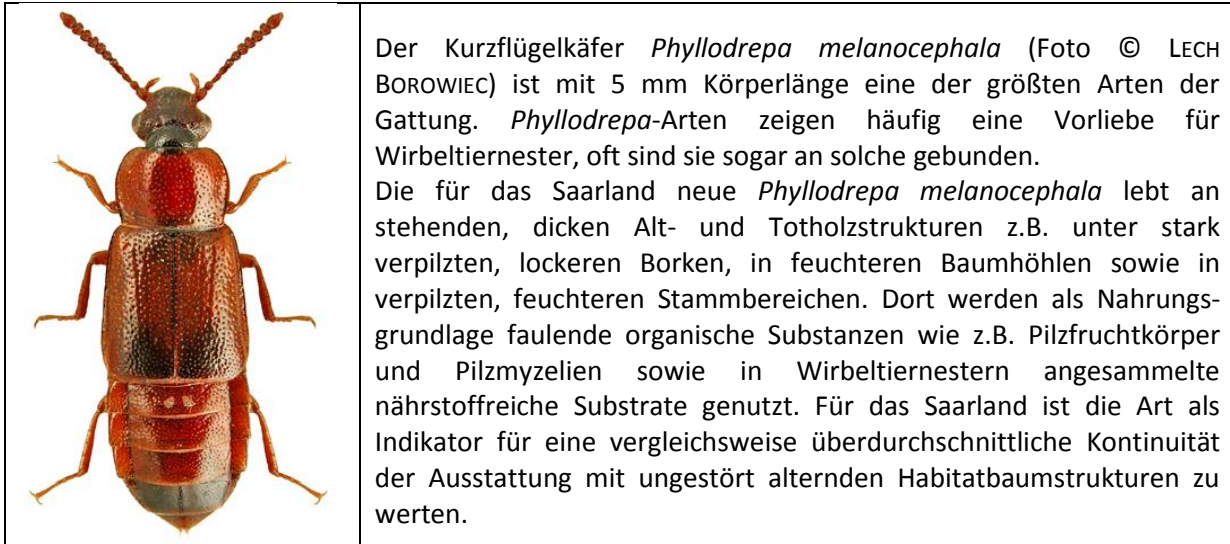 Der Kurzflügelkäfer Phyllodrepa melanocephala (Foto © LECH
BOROWIEC) ist mit 5 mm Körperlänge eine der größten Arten der
Gattung. Phyllodrepa-Arten zeigen häufig eine Vorliebe für
Wirbeltiernester, oft sind sie sogar an solche gebunden.
Die für das Saarland neue Phyllodrepa melanocephala lebt an
stehenden, dicken Alt- und Totholzstrukturen z.B. unter stark
verpilzten, lockeren Borken, in feuchteren Baumhöhlen sowie in
verpilzten, feuchteren Stammbereichen. Dort werden als Nahrungs-
grundlage faulende organische Substanzen wie z.B. Pilzfruchtkörper
und Pilzmyzelien sowie in Wirbeltiernestern angesammelte
nährstoffreiche Substrate genutzt. Für das Saarland ist die Art als
Indikator für eine vergleichsweise überdurchschnittliche Kontinuität
der Ausstattung mit ungestört alternden Habitatbaumstrukturen zu
werten.